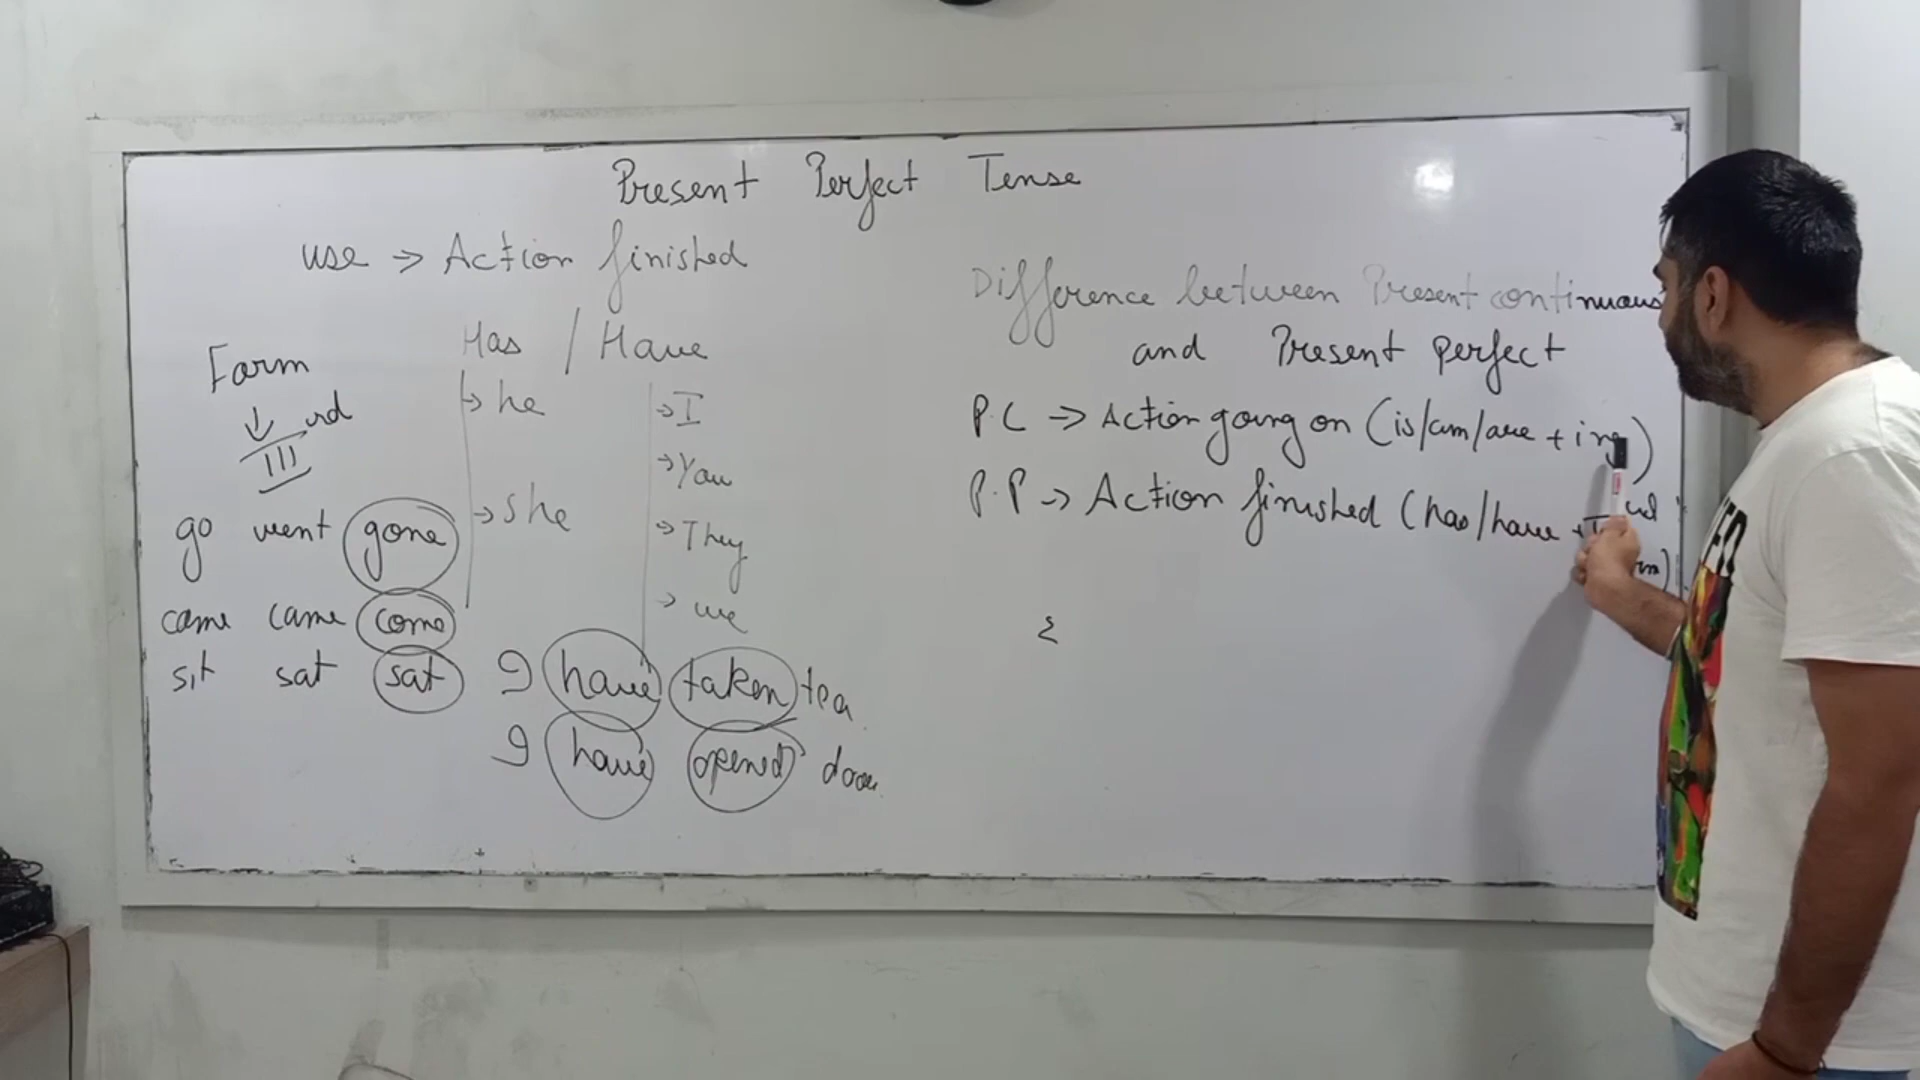 Present Perfect Tense
use → Action finished
Has / Have
Form
↓
III rd
→ he
→ she
→ I
→ You
→ They
→ we
go went gone
came came come
sit sat sat
I have taken tea
I have opened door
Difference between Present continuous
and Present perfect
P.C → Action going on (is/am/are + ing)
P.P → Action finished (has/have +